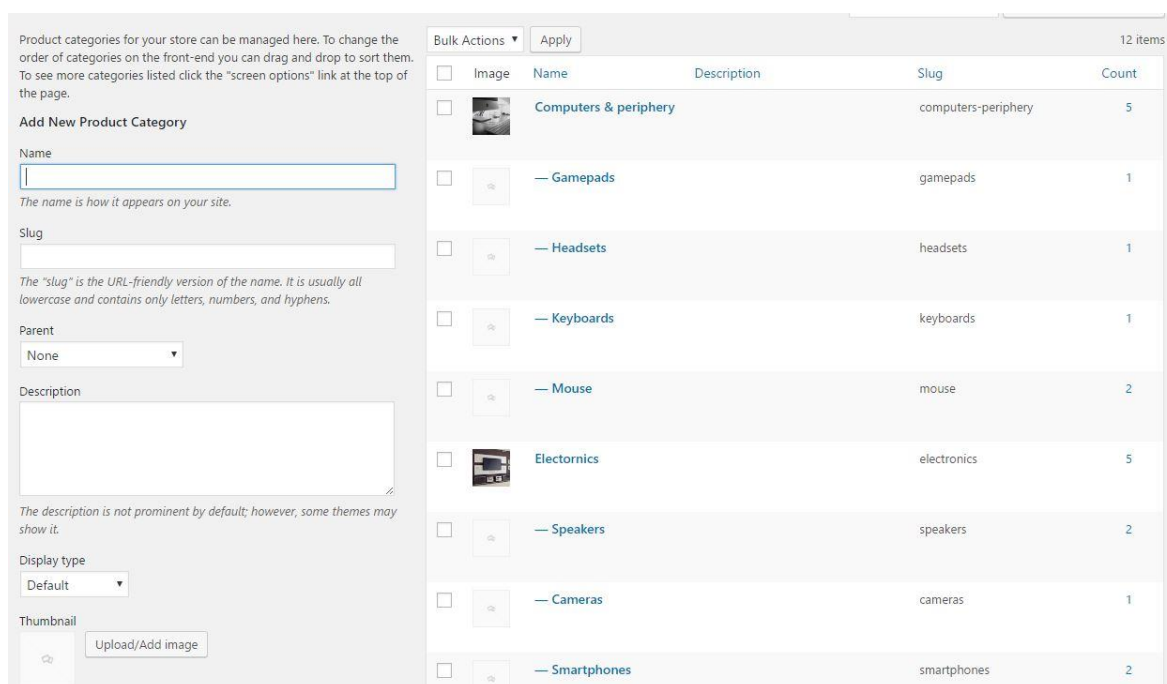 Product categories for your store can be managed here. To change the
order of categories on the front-end you can drag and drop to sort them.
To see more categories listed click the "screen options" link at the top of
the page.
Add New Product Category
Name
The name is how it appears on your site.
Slug
The "slug" is the URL-friendly version of the name. It is usually all
lowercase and contains only letters, numbers, and hyphens.
Parent
None
Description
The description is not prominent by default; however, some themes may
show it.
Display type
Default
Thumbnail
Upload/Add image
Bulk Actions Apply 12 items
Image Name Description Slug Count
Computers & periphery computers-periphery 5
— Gamepads gamepads 1
— Headsets headsets 1
— Keyboards keyboards 1
— Mouse mouse 2
Electornics electronics 5
— Speakers speakers 2
— Cameras cameras 1
— Smartphones smartphones 2